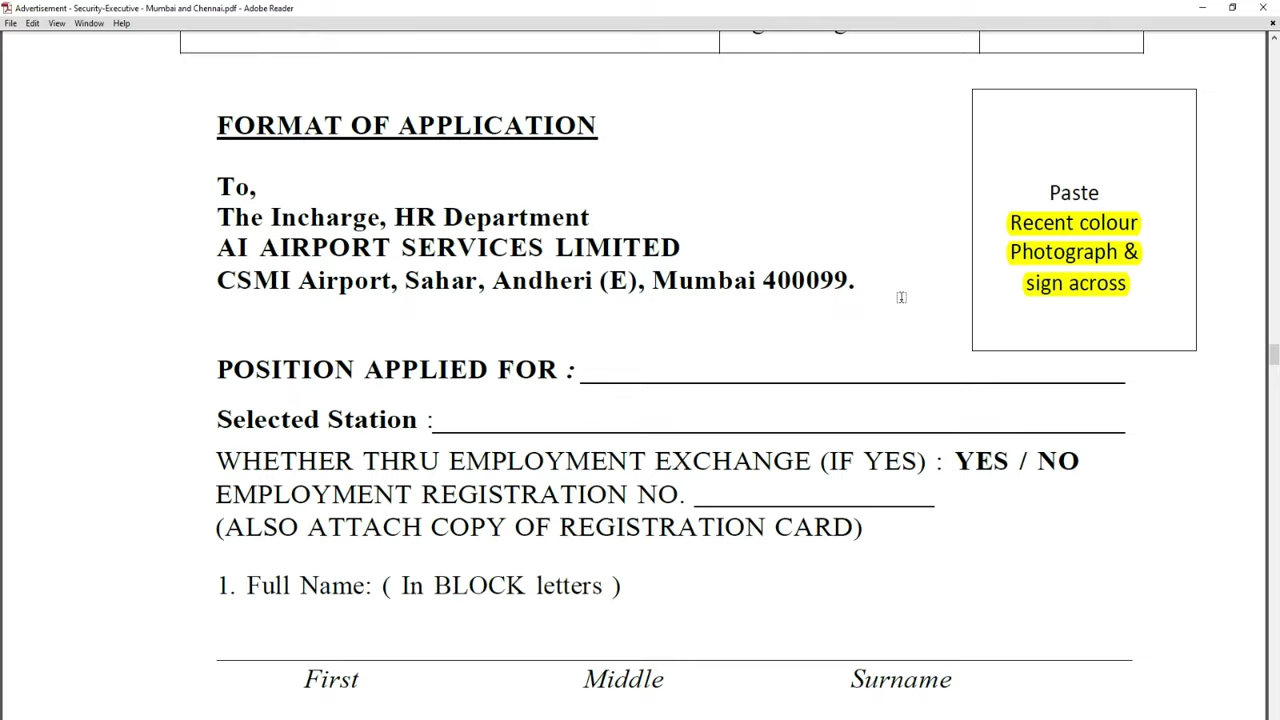 Advertisement - Security-Executive - Mumbai and Chennai.pdf - Adobe Reader
File Edit View Window Help
FORMAT OF APPLICATION
To,
The Incharge, HR Department
AI AIRPORT SERVICES LIMITED
CSMI Airport, Sahar, Andheri (E), Mumbai 400099.
Paste
Recent colour
Photograph &
sign across
POSITION APPLIED FOR :
Selected Station :
WHETHER THRU EMPLOYMENT EXCHANGE (IF YES) : YES / NO
EMPLOYMENT REGISTRATION NO.
(ALSO ATTACH COPY OF REGISTRATION CARD)
1. Full Name: ( In BLOCK letters )
First Middle Surname